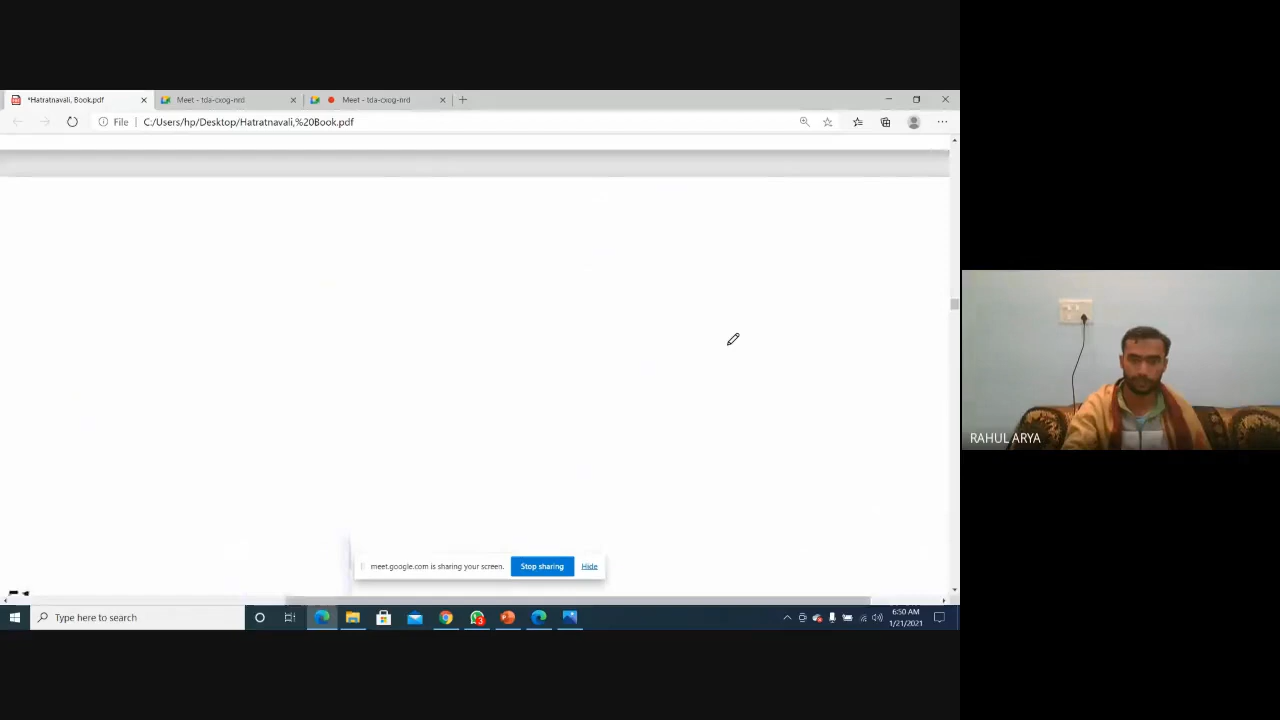 *Hatratnavali, Book.pdf
Meet - tda-cxog-nrd
Meet - tda-cxog-nrd
File
C:/Users/hp/Desktop/Hatratnavali,%20Book.pdf
RAHUL ARYA
meet.google.com is sharing your screen.
Stop sharing
Hide
Type here to search
3
6:50 AM
1/21/2021